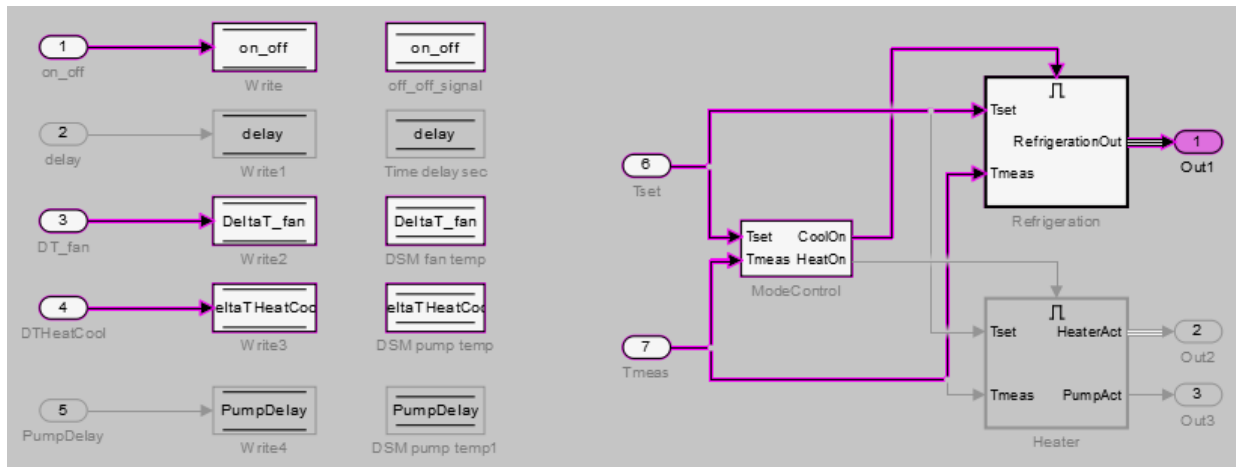 1
on_off
on_off
Write
on_off
off_off_signal
2
delay
delay
Write1
delay
Time delay sec
3
DT_fan
DeltaT_fan
Write2
DeltaT_fan
DSM fan temp
4
DTHeatCool
eltaTHeatCoo
Write3
eltaTHeatCoo
DSM pump temp
5
PumpDelay
PumpDelay
Write4
PumpDelay
DSM pump temp1
6
Tset
7
Tmeas
Tset CoolOn
Tmeas HeatOn
ModeControl
Tset
RefrigerationOut
Tmeas
Refrigeration
1
Out1
Tset HeaterAct
Tmeas PumpAct
Heater
2
Out2
3
Out3